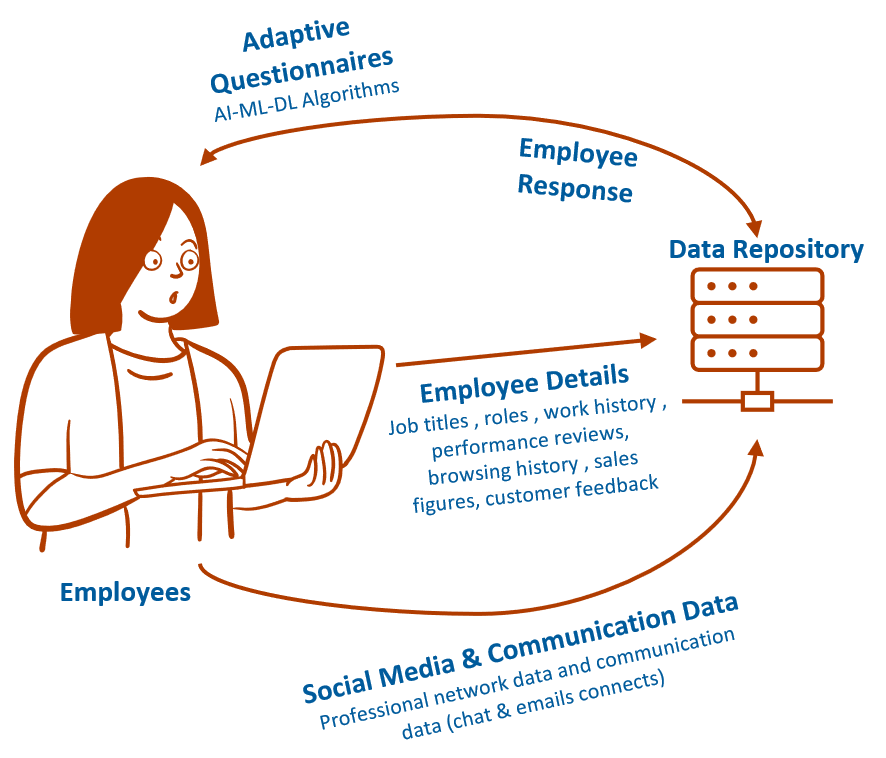 Adaptive
Questionnaires
AI-ML-DL Algorithms
Employee
Response
Data Repository
Employee Details
Job titles , roles , work history ,
performance reviews,
browsing history , sales
figures, customer feedback
Employees
Social Media & Communication Data
Professional network data and communication
data (chat & emails connects)